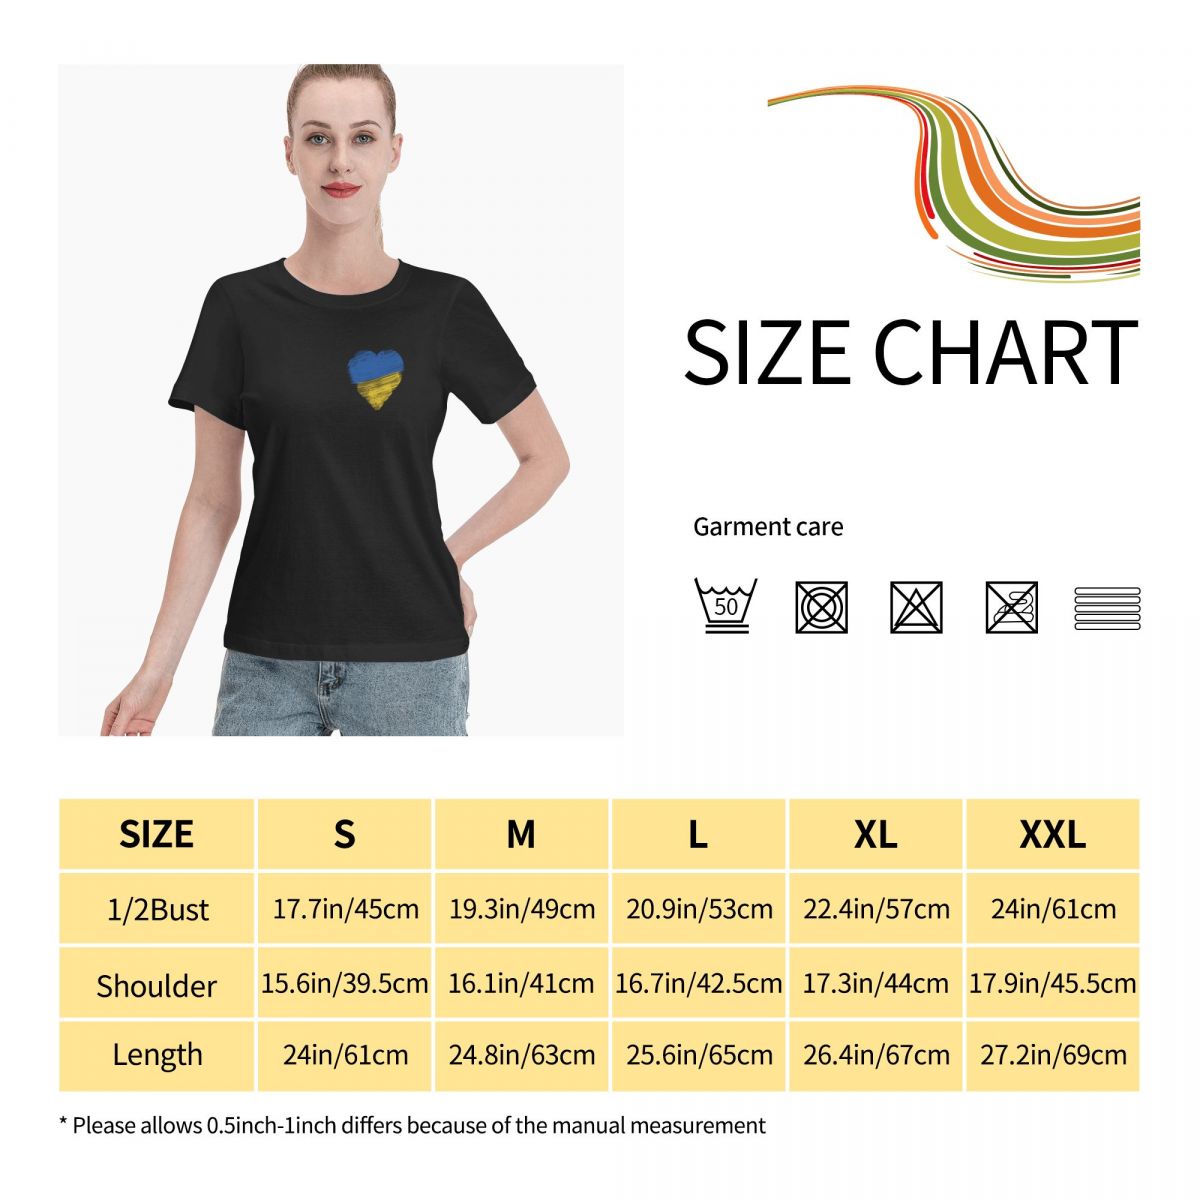 SIZE CHART
Garment care
50
SIZE S M L XL XXL
1/2Bust 17.7in/45cm 19.3in/49cm 20.9in/53cm 22.4in/57cm 24in/61cm
Shoulder 15.6in/39.5cm 16.1in/41cm 16.7in/42.5cm 17.3in/44cm 17.9in/45.5cm
Length 24in/61cm 24.8in/63cm 25.6in/65cm 26.4in/67cm 27.2in/69cm
* Please allows 0.5inch-1inch differs because of the manual measurement